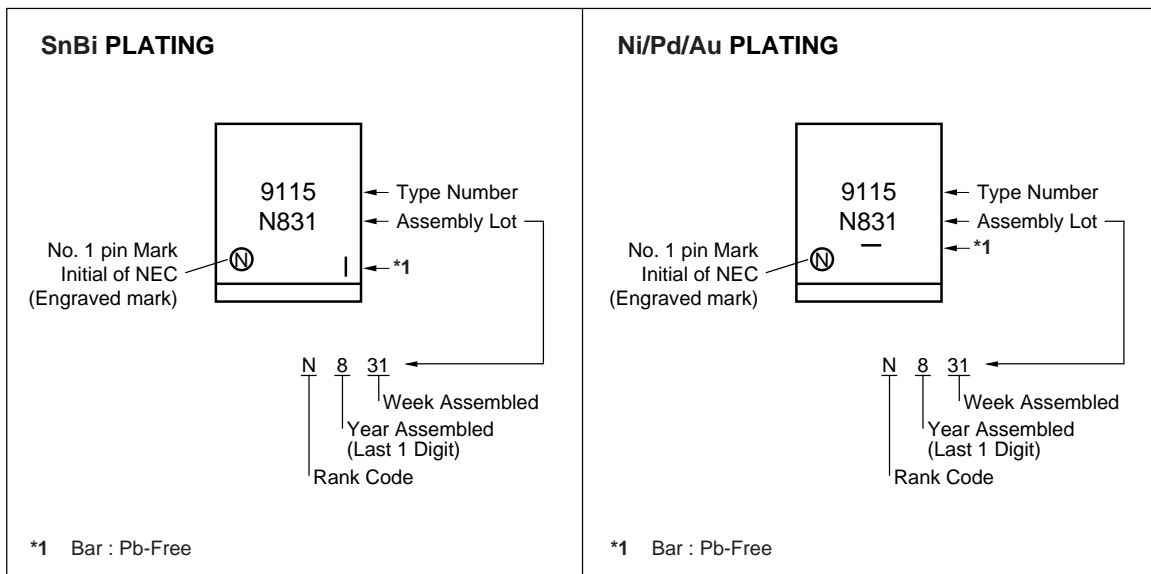 SnBi PLATING
9115
N831
Type Number
Assembly Lot
No. 1 pin Mark
Initial of NEC
(Engraved mark)
N
*1
N 8 31
Week Assembled
Year Assembled
(Last 1 Digit)
Rank Code
*1 Bar : Pb-Free
Ni/Pd/Au PLATING
9115
N831
Type Number
Assembly Lot
No. 1 pin Mark
Initial of NEC
(Engraved mark)
N
*1
N 8 31
Week Assembled
Year Assembled
(Last 1 Digit)
Rank Code
*1 Bar : Pb-Free